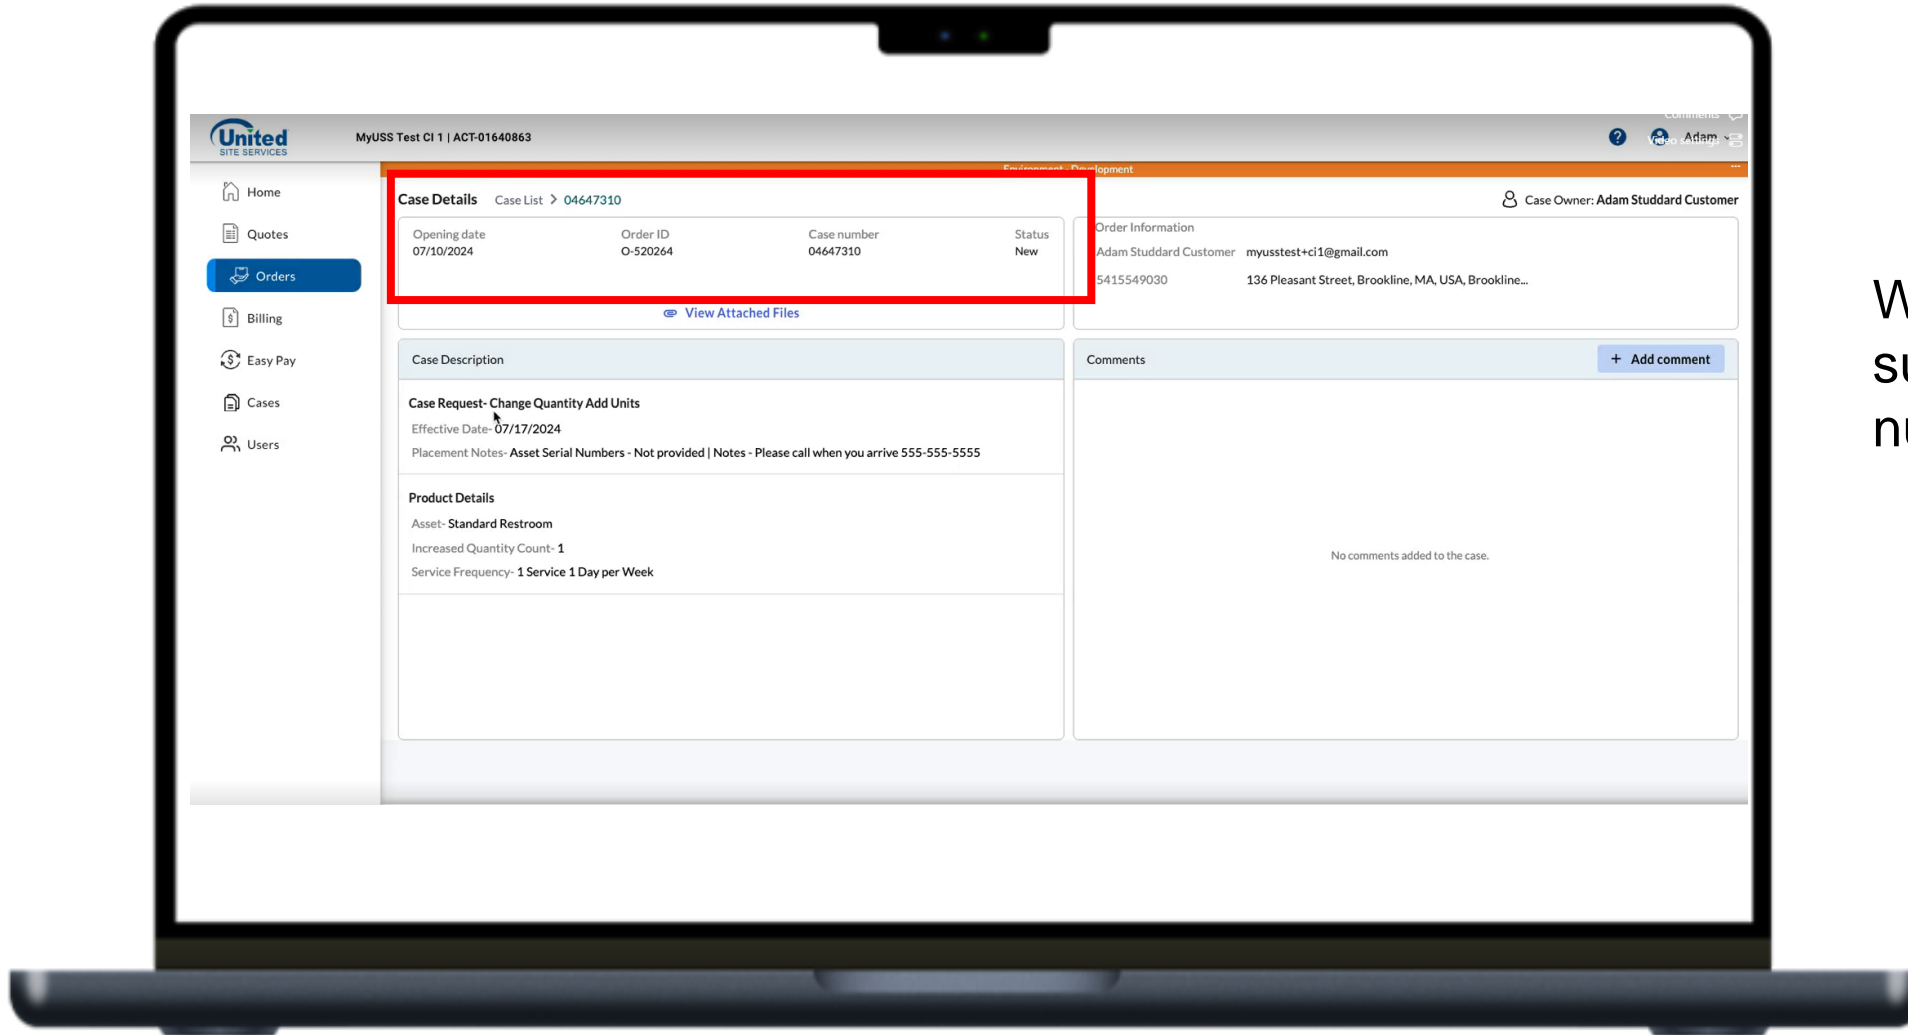 United
SITE SERVICES
MyUSS Test CI 1 | ACT-01640863
Comments
Adam
Video settings
Environment - Development
Home
Quotes
Orders
Billing
Easy Pay
Cases
Users
Case Details Case List > 04647310
Case Owner: Adam Studdard Customer
Opening date Order ID Case number Status
07/10/2024 O-520264 04647310 New
View Attached Files
Order Information
Adam Studdard Customer myusstest+ci1@gmail.com
5415549030 136 Pleasant Street, Brookline, MA, USA, Brookline...
Case Description
Case Request- Change Quantity Add Units
Effective Date- 07/17/2024
Placement Notes- Asset Serial Numbers - Not provided | Notes - Please call when you arrive 555-555-5555
Product Details
Asset- Standard Restroom
Increased Quantity Count- 1
Service Frequency- 1 Service 1 Day per Week
Comments
+ Add comment
No comments added to the case.